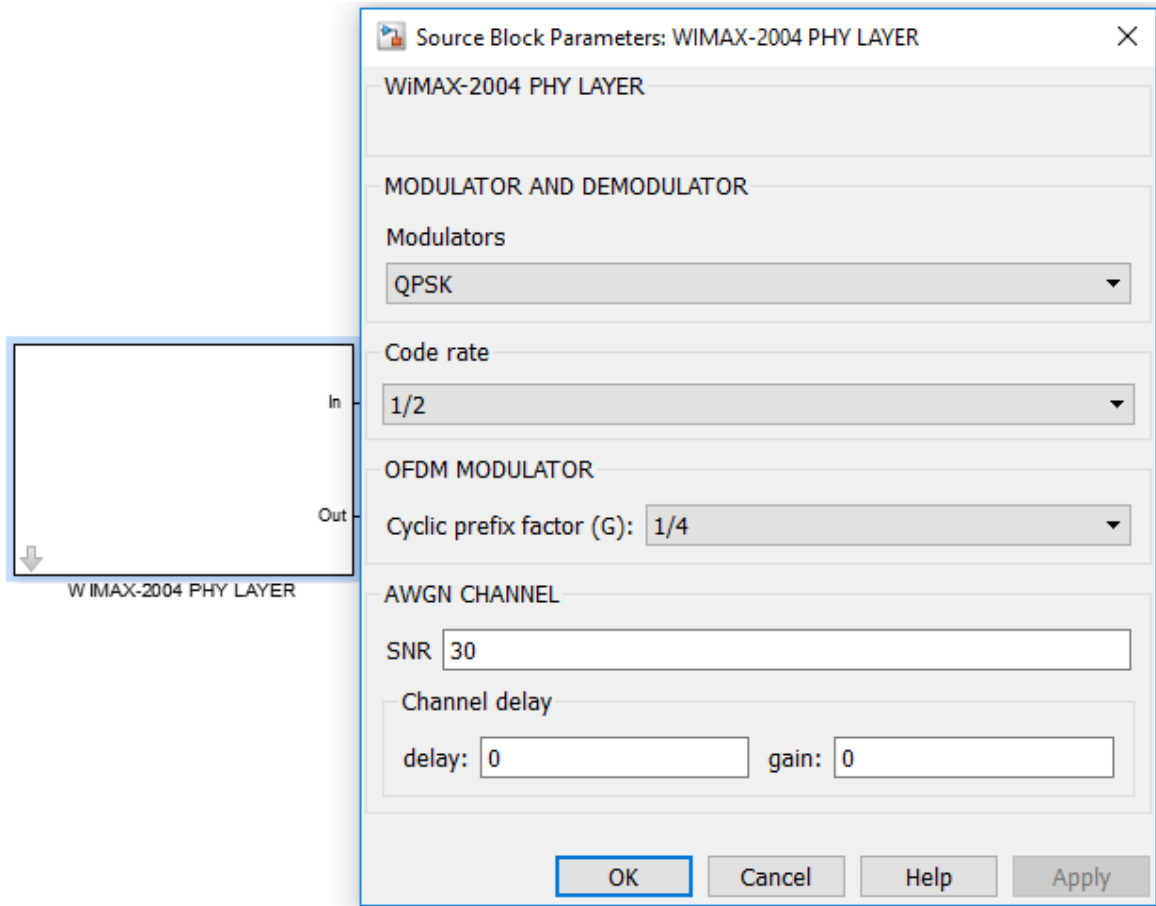 Source Block Parameters: WIMAX-2004 PHY LAYER
WiMAX-2004 PHY LAYER
MODULATOR AND DEMODULATOR
Modulators
QPSK
Code rate
1/2
OFDM MODULATOR
Cyclic prefix factor (G): 1/4
AWGN CHANNEL
SNR 30
Channel delay
delay: 0 gain: 0
OK Cancel Help Apply
In
Out
WIMAX-2004 PHY LAYER